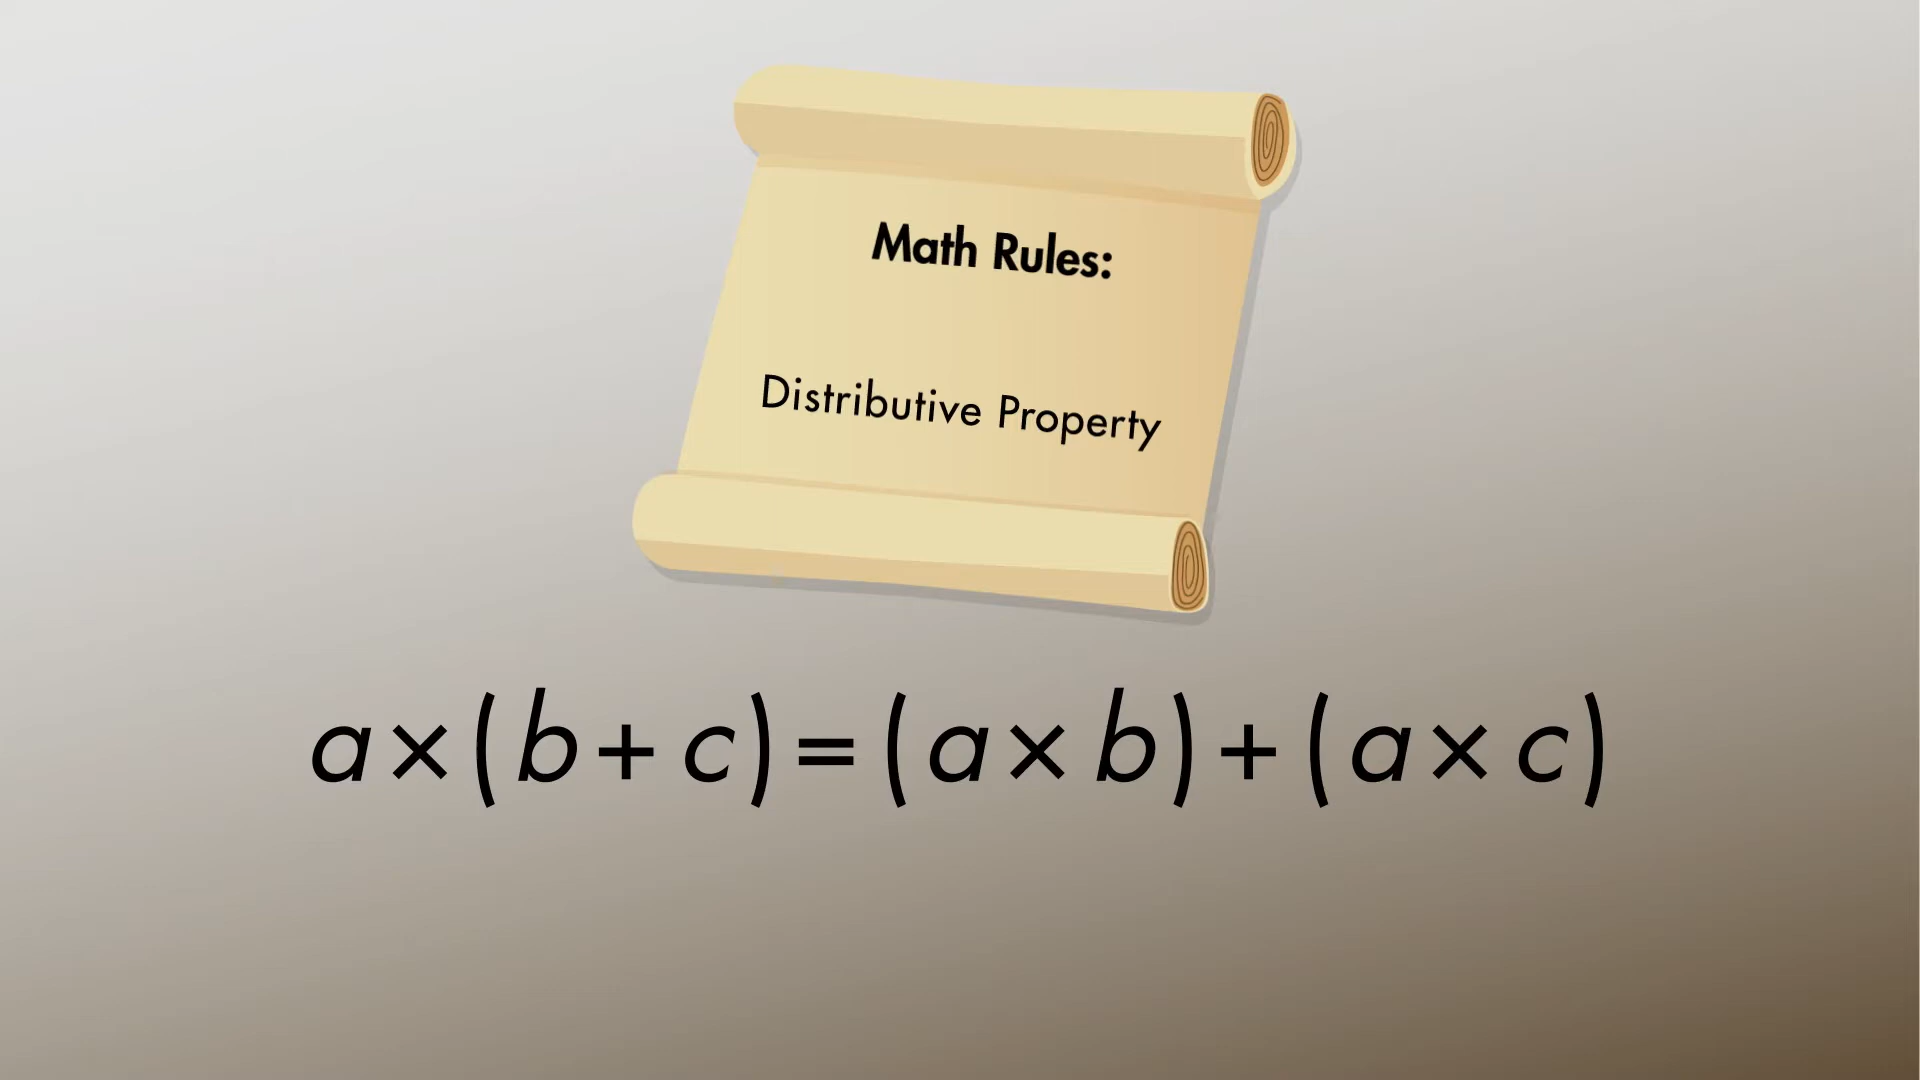 Math Rules:
Distributive Property
a×(b+c)=(a×b)+(a×c)